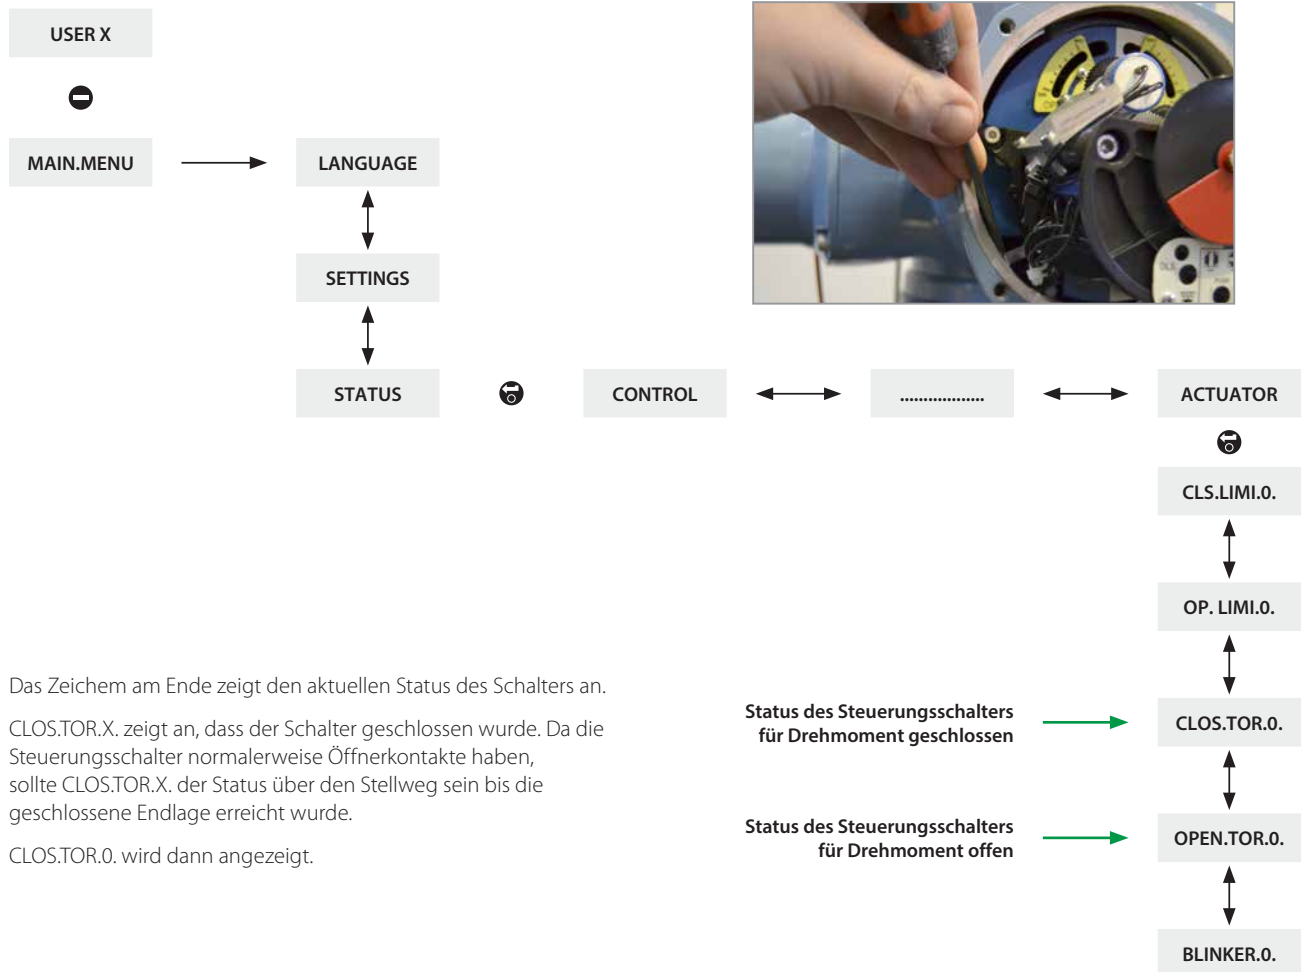 USER X
MAIN.MENU
LANGUAGE
SETTINGS
STATUS
CONTROL
..................
ACTUATOR
CLS.LIMI.0.
OP. LIMI.0.
Das Zeichem am Ende zeigt den aktuellen Status des Schalters an.
CLOS.TOR.X. zeigt an, dass der Schalter geschlossen wurde. Da die
Steuerungsschalter normalerweise Öffnerkontakte haben,
sollte CLOS.TOR.X. der Status über den Stellweg sein bis die
geschlossene Endlage erreicht wurde.
CLOS.TOR.0. wird dann angezeigt.
Status des Steuerungsschalters
für Drehmoment geschlossen
CLOS.TOR.0.
Status des Steuerungsschalters
für Drehmoment offen
OPEN.TOR.0.
BLINKER.0.